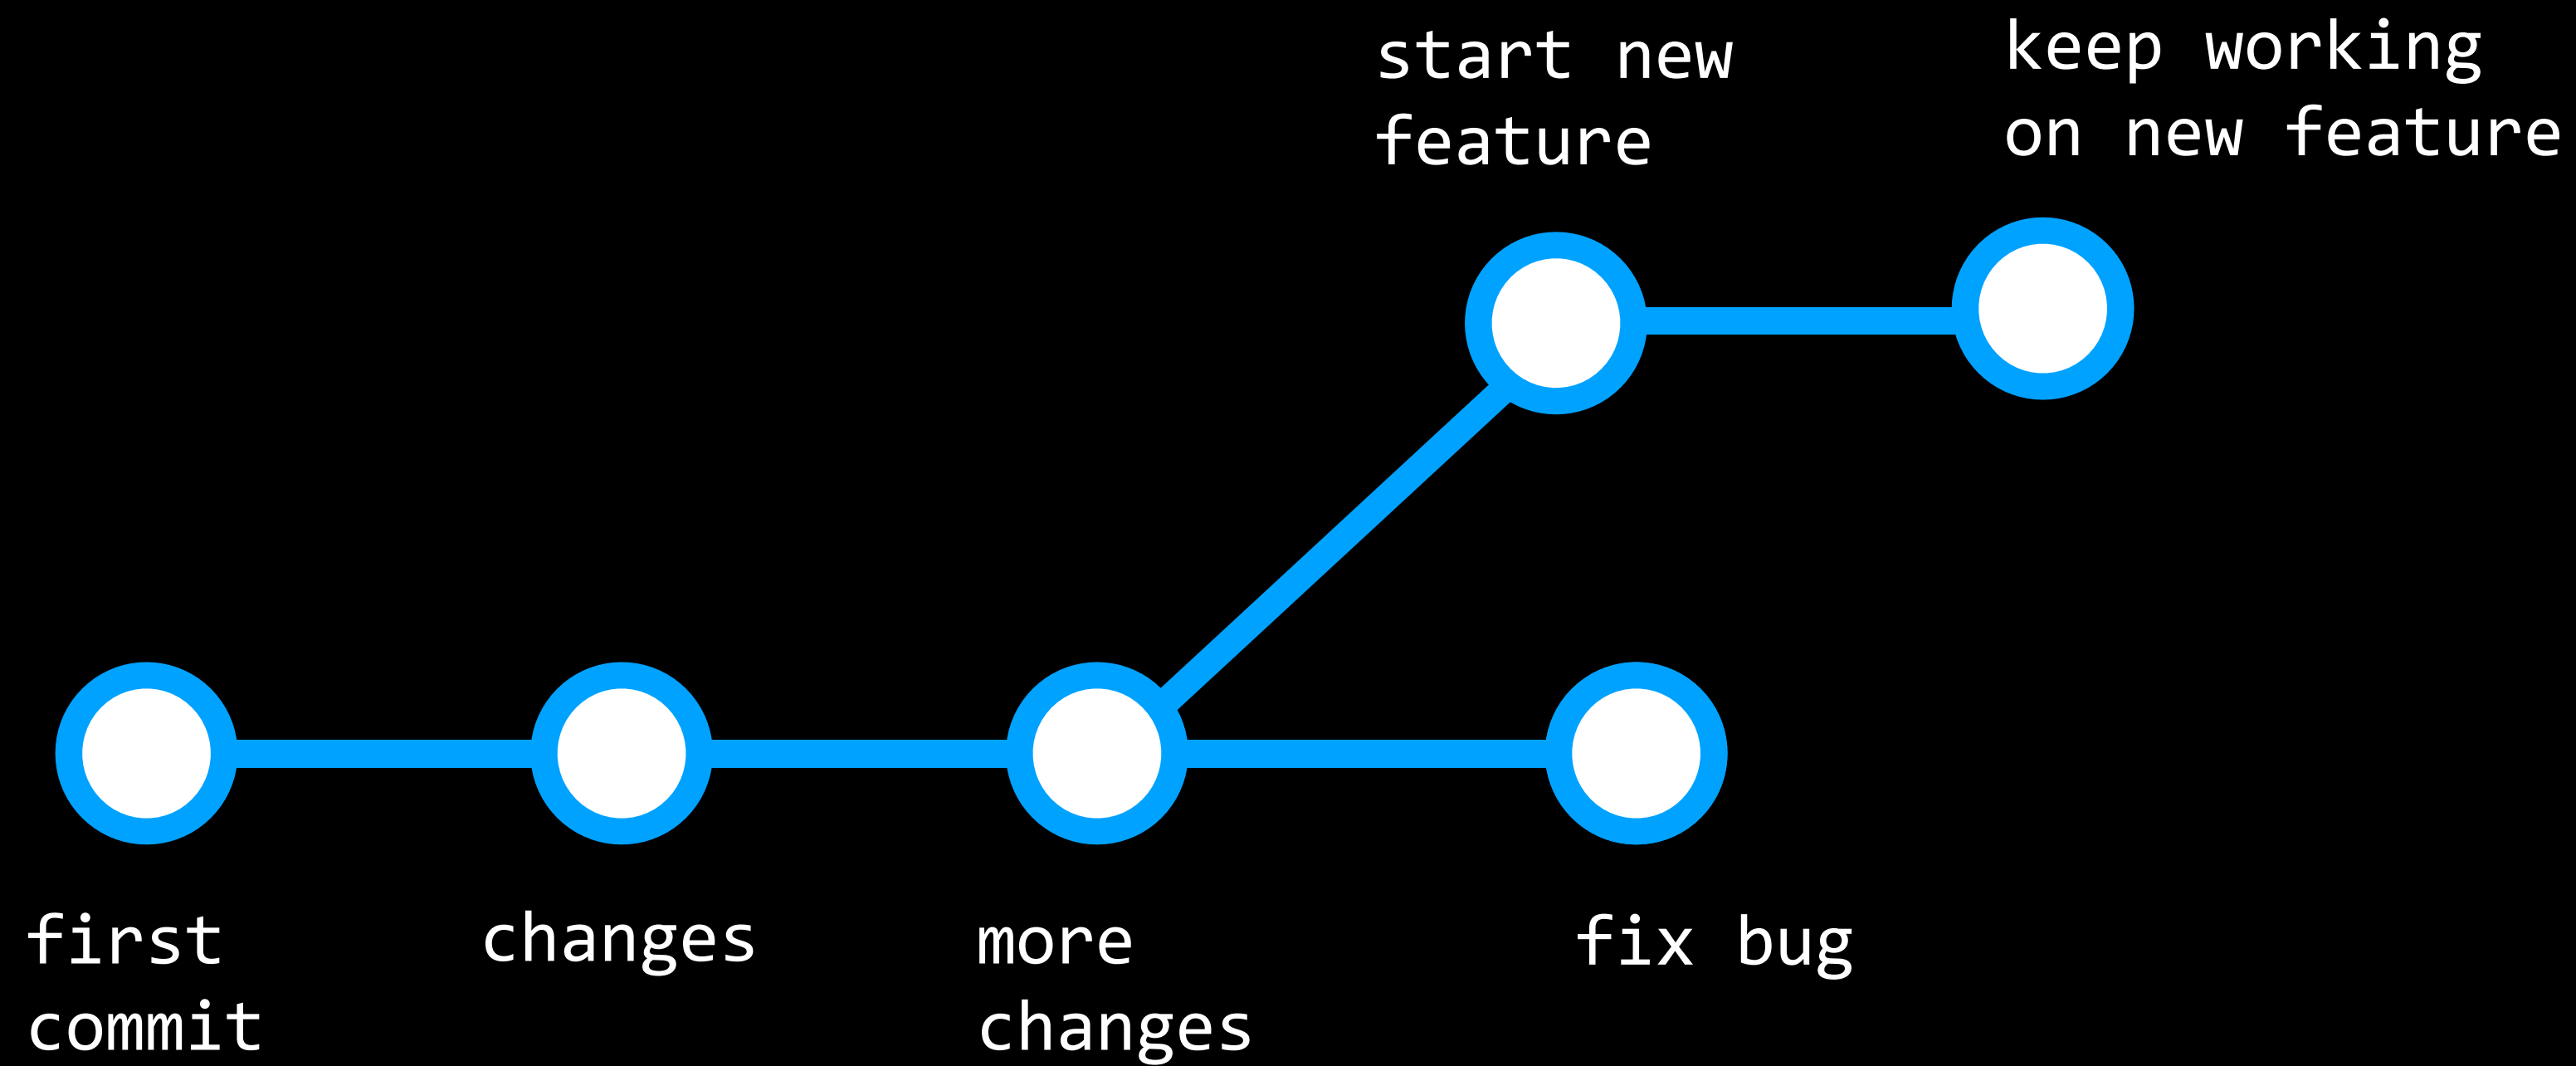 start new
feature
keep working
on new feature
first
commit
changes
more
changes
fix bug